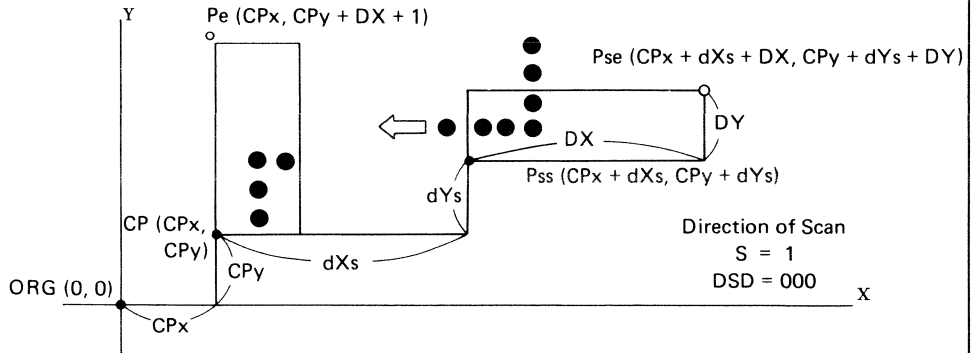 Y
Pe (CPx, CPy + DX + 1)
Pse (CPx + dXs + DX, CPy + dYs + DY)
DY
DX
Pss (CPx + dXs, CPy + dYs)
dYs
CP (CPx,
CPy)
dXs
CPy
Direction of Scan
S = 1
DSD = 000
ORG (0, 0)
X
CPx